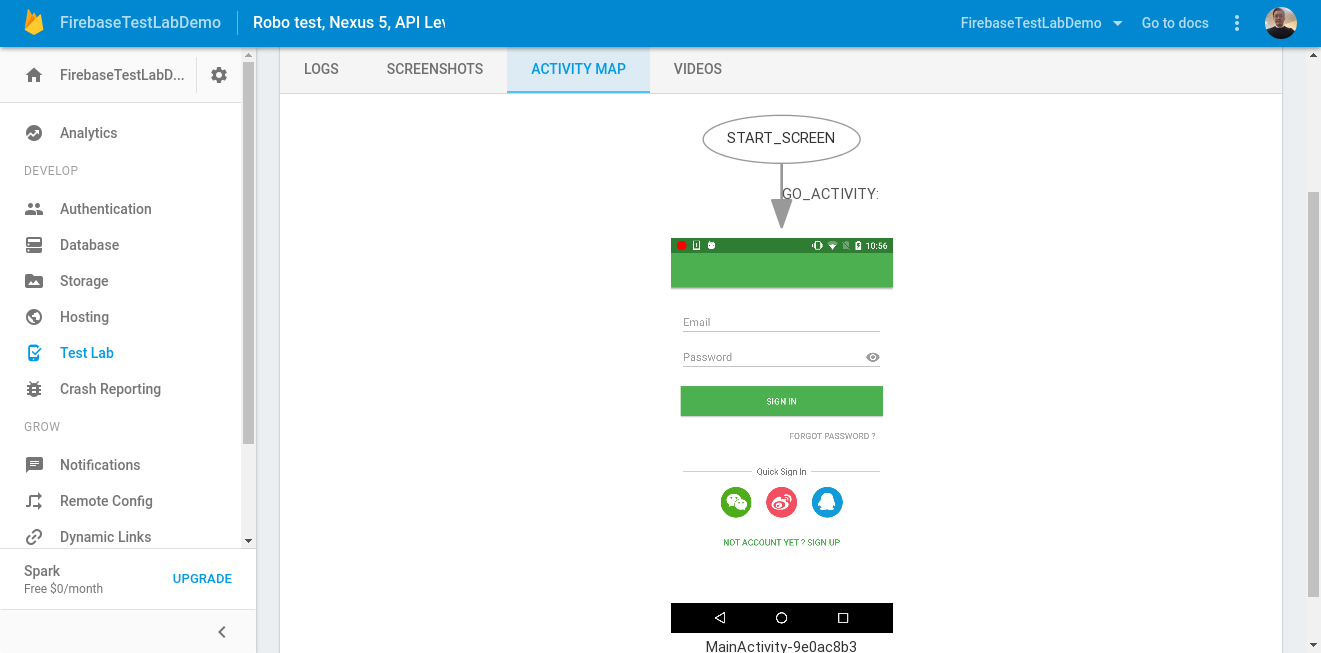 FirebaseTestLabDemo
Robo test, Nexus 5, API Lev
FirebaseTestLabDemo
Go to docs
FirebaseTestLabD...
Analytics
DEVELOP
Authentication
Database
Storage
Hosting
Test Lab
Crash Reporting
GROW
Notifications
Remote Config
Dynamic Links
Spark
Free $0/month
UPGRADE
LOGS
SCREENSHOTS
ACTIVITY MAP
VIDEOS
START_SCREEN
GO_ACTIVITY:
10:56
Email
Password
SIGN IN
FORGOT PASSWORD ?
Quick Sign In
NOT ACCOUNT YET ? SIGN UP
MainActivity-9e0ac8b3